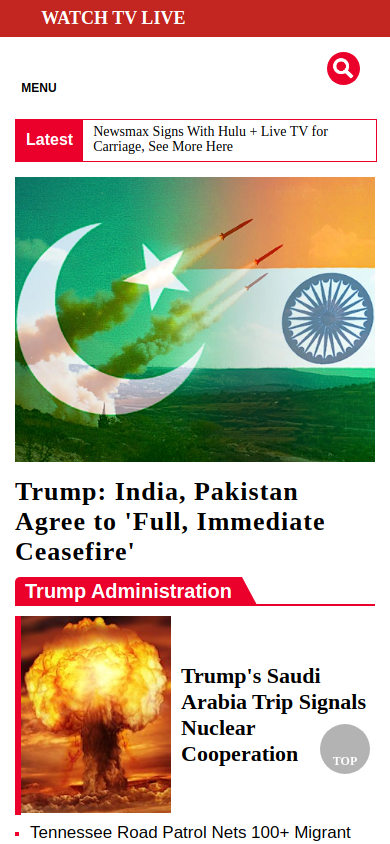 WATCH TV LIVE
MENU
Latest
Newsmax Signs With Hulu + Live TV for
Carriage, See More Here
Trump: India, Pakistan
Agree to 'Full, Immediate
Ceasefire'
Trump Administration
Trump's Saudi
Arabia Trip Signals
Nuclear
Cooperation
TOP
Tennessee Road Patrol Nets 100+ Migrant